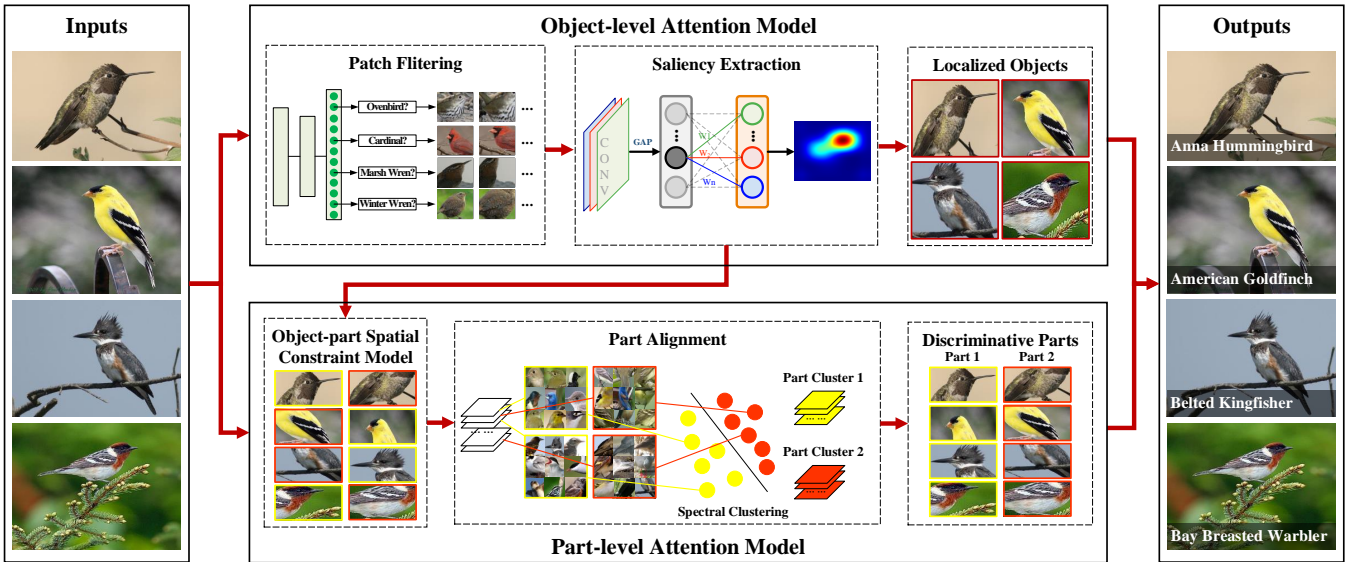 Inputs
Object-level Attention Model
Patch Flitering
Ovenbird?
...
Cardinal?
...
Marsh Wren?
...
Winter Wren?
...
Saliency Extraction
CONV
GAP
W1
W2
Wn
Localized Objects
Object-part Spatial
Constraint Model
Part Alignment
... ...
Spectral Clustering
Part Cluster 1
... ...
Part Cluster 2
... ...
Discriminative Parts
Part 1 Part 2
Part-level Attention Model
Outputs
Anna Hummingbird
American Goldfinch
Belted Kingfisher
Bay Breasted Warbler